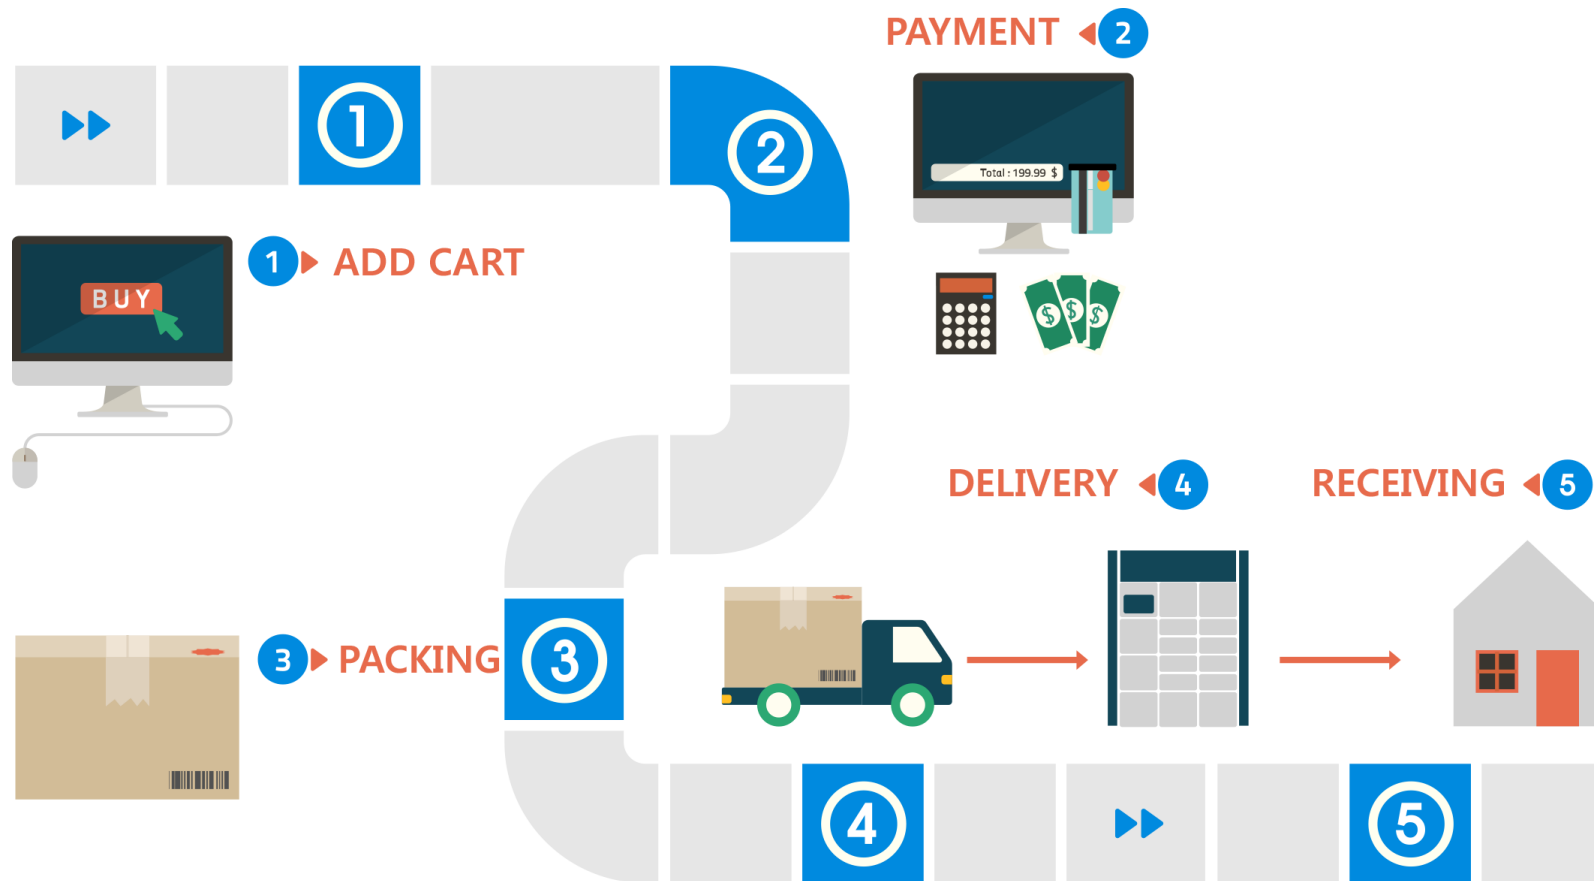 PAYMENT 2
1
2
Total : 199.99 $
1 ADD CART
BUY
DELIVERY 4
RECEIVING 5
3 PACKING
3
4
5